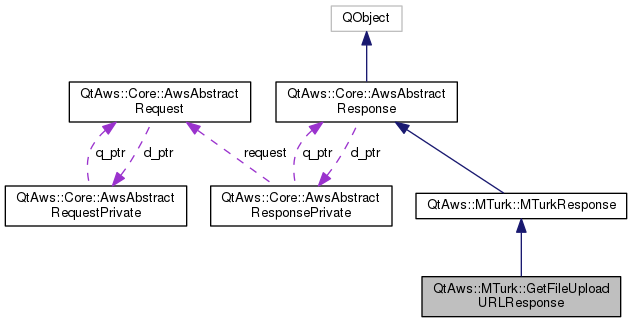 QObject
QtAws::Core::AwsAbstract
Request
QtAws::Core::AwsAbstract
Response
q_ptr
d_ptr
request
q_ptr
d_ptr
QtAws::Core::AwsAbstract
RequestPrivate
QtAws::Core::AwsAbstract
ResponsePrivate
QtAws::MTurk::MTurkResponse
QtAws::MTurk::GetFileUpload
URLResponse